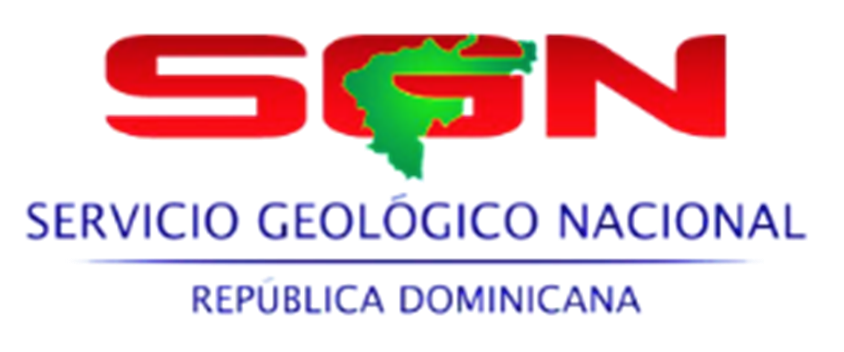 SGN
SERVICIO GEOLÓGICO NACIONAL
REPÚBLICA DOMINICANA